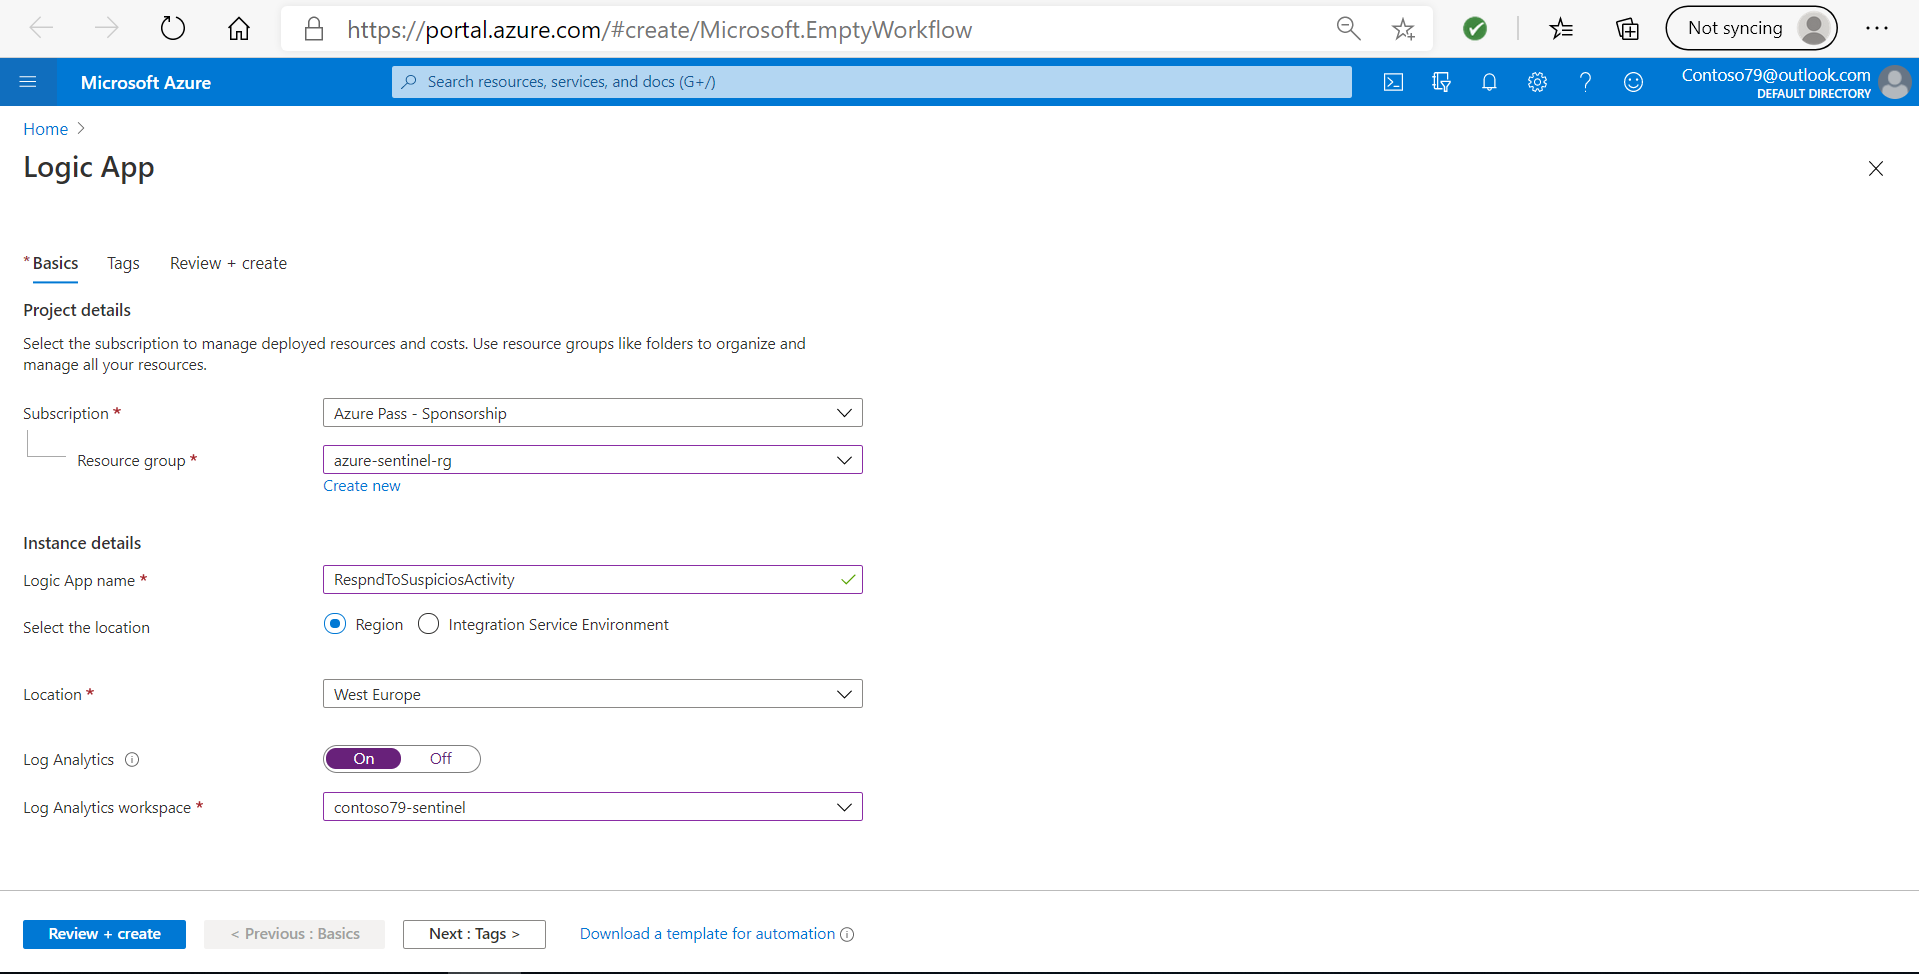 https://portal.azure.com/#create/Microsoft.EmptyWorkflow
Not syncing
Microsoft Azure
Search resources, services, and docs (G+/)
Contoso79@outlook.com
DEFAULT DIRECTORY
Home
Logic App
* Basics
Tags
Review + create
Project details
Select the subscription to manage deployed resources and costs. Use resource groups like folders to organize and
manage all your resources.
Subscription *
Azure Pass - Sponsorship
Resource group *
azure-sentinel-rg
Create new
Instance details
Logic App name *
RespndToSuspiciosActivity
Select the location
Region
Integration Service Environment
Location *
West Europe
Log Analytics
On
Off
Log Analytics workspace *
contoso79-sentinel
Review + create
< Previous : Basics
Next : Tags >
Download a template for automation